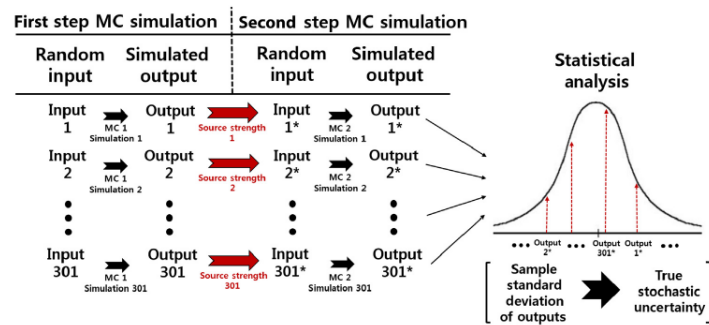 First step MC simulation
Second step MC simulation
Random input
Simulated output
Random input
Simulated output
Input 1
MC 1 Simulation 1
Output 1
Source strength 1
Input 1*
MC 2 Simulation 1
Output 1*
Input 2
MC 1 Simulation 2
Output 2
Source strength 2
Input 2*
MC 2 Simulation 2
Output 2*
Input 301
MC 1 Simulation 301
Output 301
Source strength 301
Input 301*
MC 2 Simulation 301
Output 301*
Statistical analysis
Output 2*
Output 301*
Output 1*
Sample standard deviation of outputs
True stochastic uncertainty